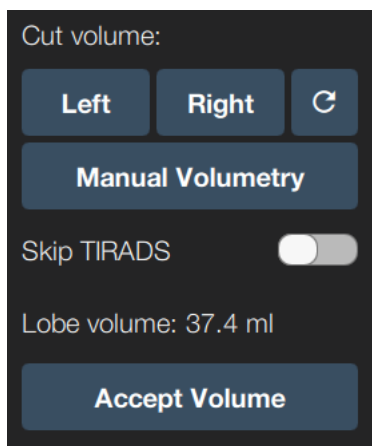 Cut volume:
Left Right
Manual Volumetry
Skip TIRADS
Lobe volume: 37.4 ml
Accept Volume